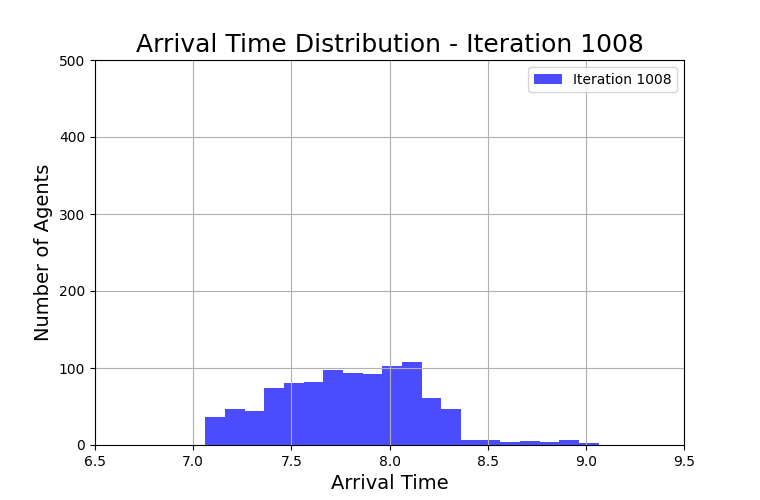 Arrival Time Distribution - Iteration 1008
Iteration 1008
500
400
300
200
100
0
Number of Agents
6.5 7.0 7.5 8.0 8.5 9.0 9.5
Arrival Time